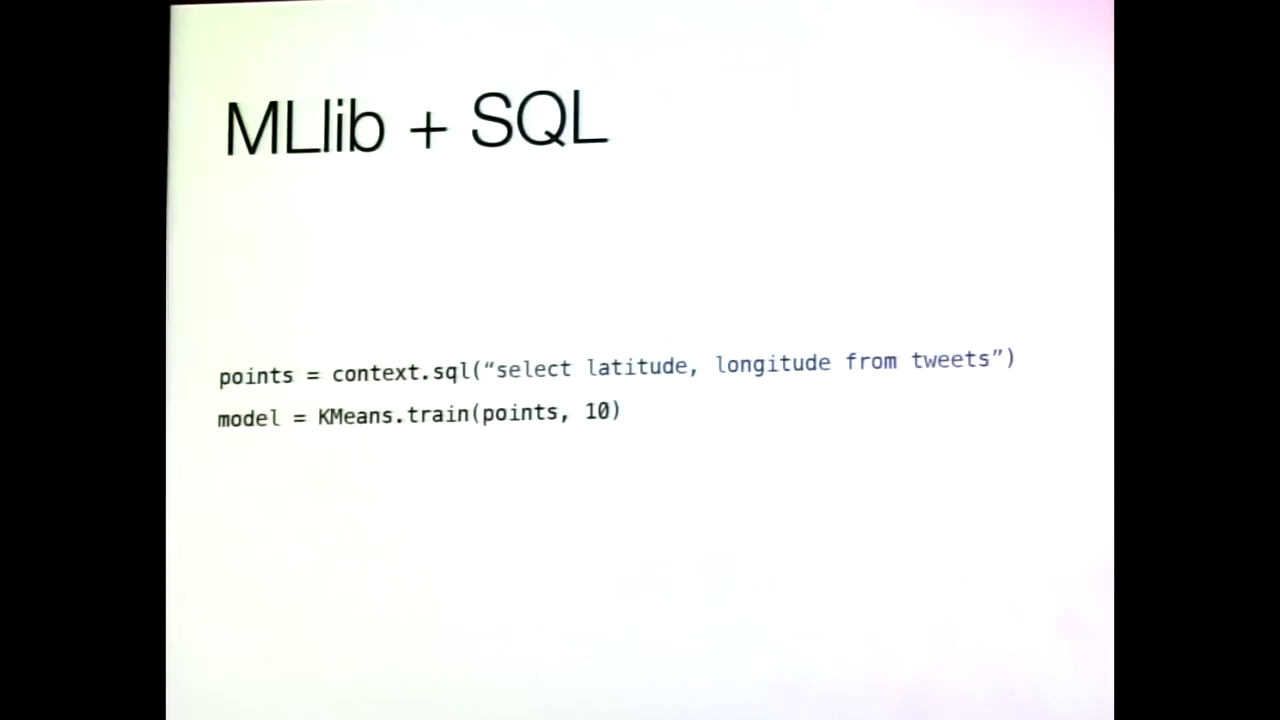 MLlib + SQL
points = context.sql(“select latitude, longitude from tweets”)
model = KMeans.train(points, 10)